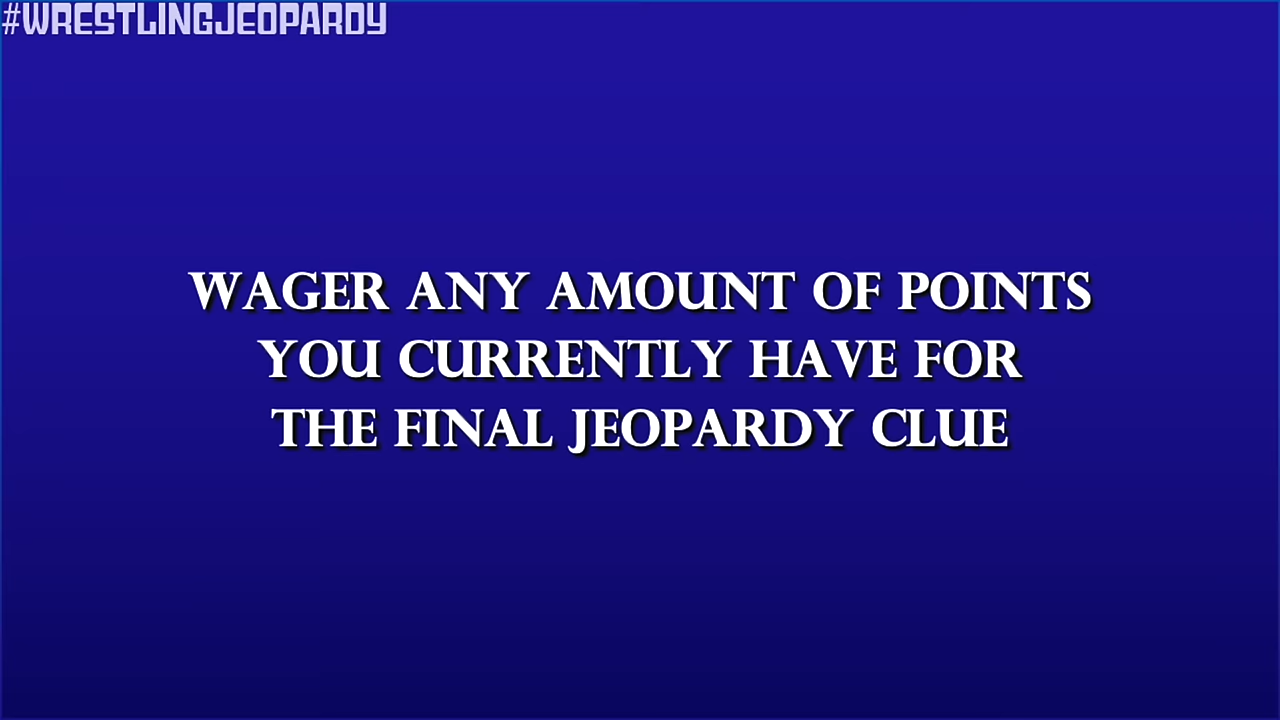 #WRESTLINGJEOPARDY
WAGER ANY AMOUNT OF POINTS
YOU CURRENTLY HAVE FOR
THE FINAL JEOPARDY CLUE